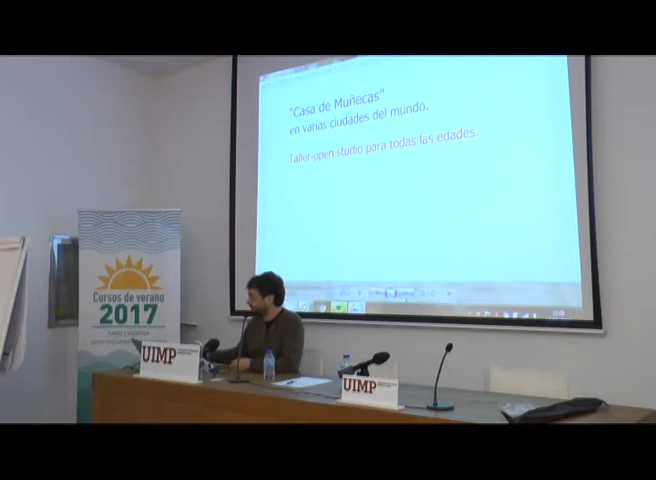 "Casa de Muñecas"
en varias ciudades del mundo.
Taller-open studio para todas las edades.
Cursos de verano
2017
UIMP
UIMP